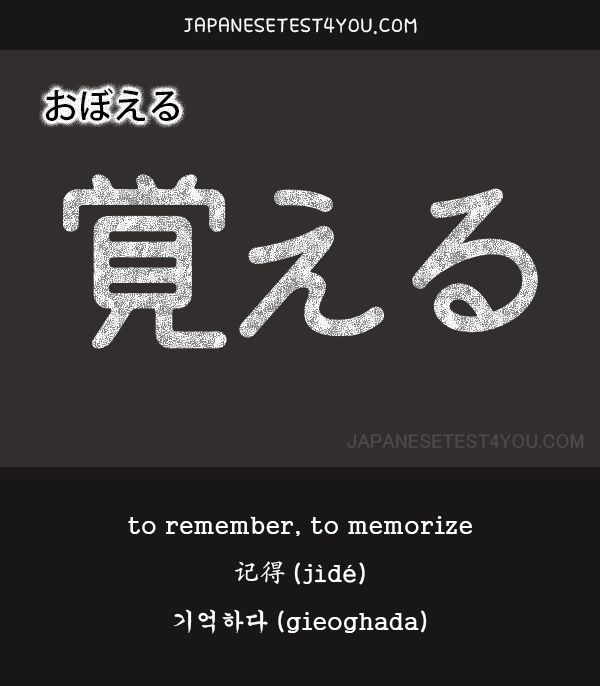 JAPANESETEST4YOU.COM
おぼえる
覚える
JAPANESETEST4YOU.COM
to remember, to memorize
记得 (jìdé)
기억하다 (gieoghada)